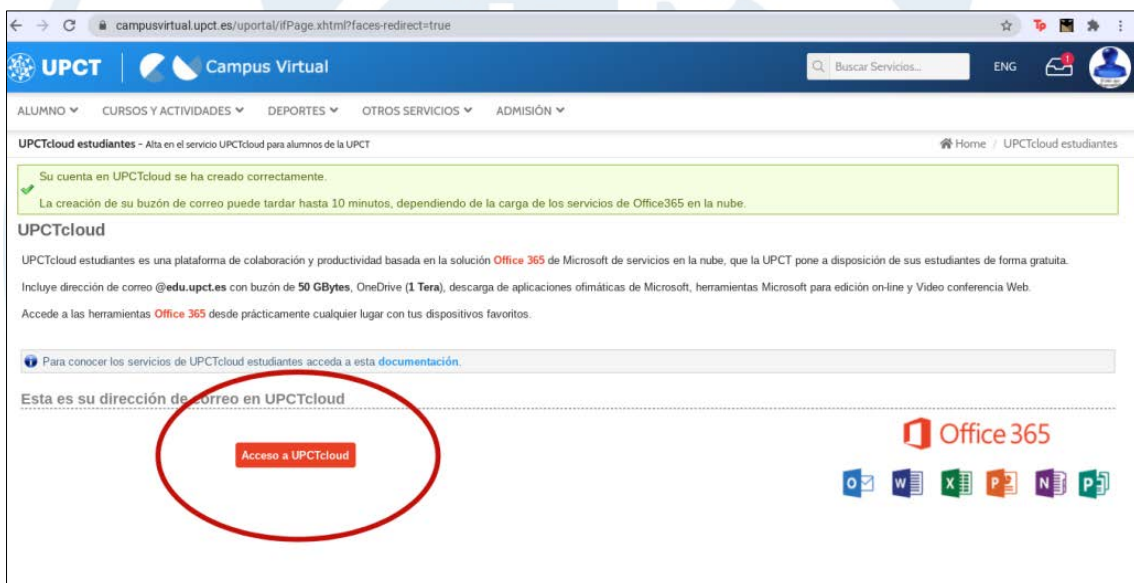 campusvirtual.upct.es/uportal/ifPage.xhtml?faces-redirect=true
Tp
UPCT Campus Virtual
Buscar Servicios...
ENG
1
ALUMNO CURSOS Y ACTIVIDADES DEPORTES OTROS SERVICIOS ADMISIÓN
UPCTcloud estudiantes - Alta en el servicio UPCTcloud para alumnos de la UPCT
Home / UPCTcloud estudiantes
Su cuenta en UPCTcloud se ha creado correctamente.
La creación de su buzón de correo puede tardar hasta 10 minutos, dependiendo de la carga de los servicios de Office365 en la nube.
UPCTcloud
UPCTcloud estudiantes es una plataforma de colaboración y productividad basada en la solución Office 365 de Microsoft de servicios en la nube, que la UPCT pone a disposición de sus estudiantes de forma gratuita.
Incluye dirección de correo @edu.upct.es con buzón de 50 GBytes, OneDrive (1 Tera), descarga de aplicaciones ofimáticas de Microsoft, herramientas Microsoft para edición on-line y Video conferencia Web.
Accede a las herramientas Office 365 desde prácticamente cualquier lugar con tus dispositivos favoritos.
Para conocer los servicios de UPCTcloud estudiantes acceda a esta documentación.
Esta es su dirección de correo en UPCTcloud
Acceso a UPCTcloud
Office 365
O W X P N P